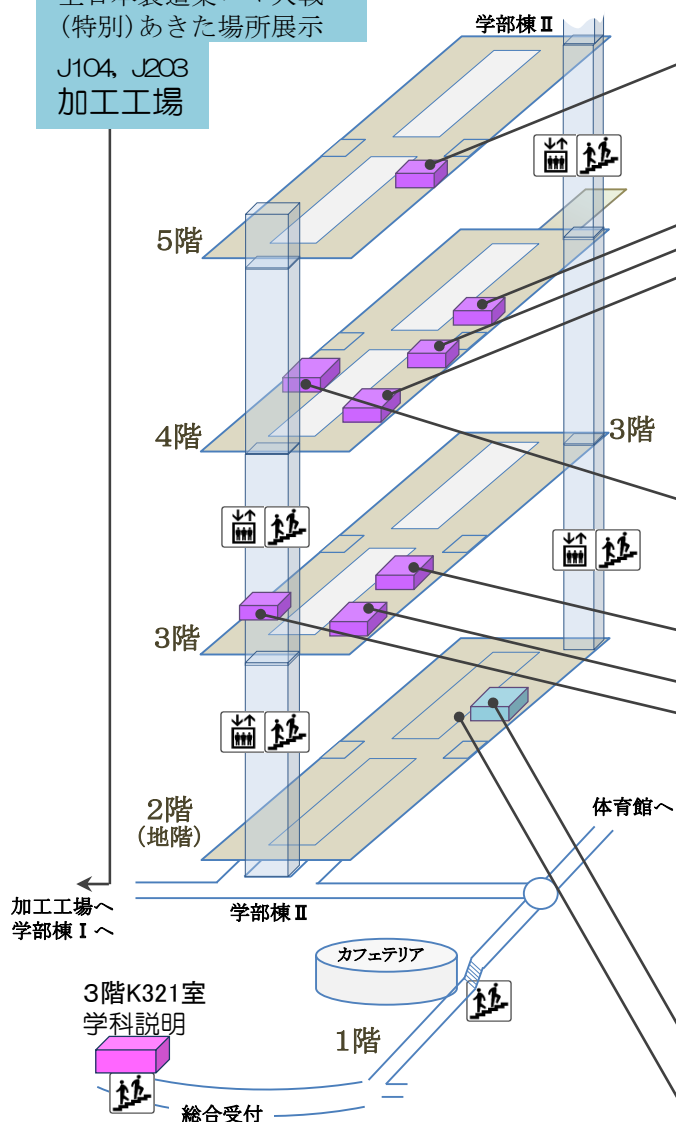 (特別)あきた場所展示
J104, J203
加工工場
学部棟Ⅱ
5階
4階
3階
3階
2階
(地階)
体育館へ
加工工場へ
学部棟Ⅰへ
学部棟Ⅱ
カフェテリア
3階K321室
学科説明
1階
総合受付